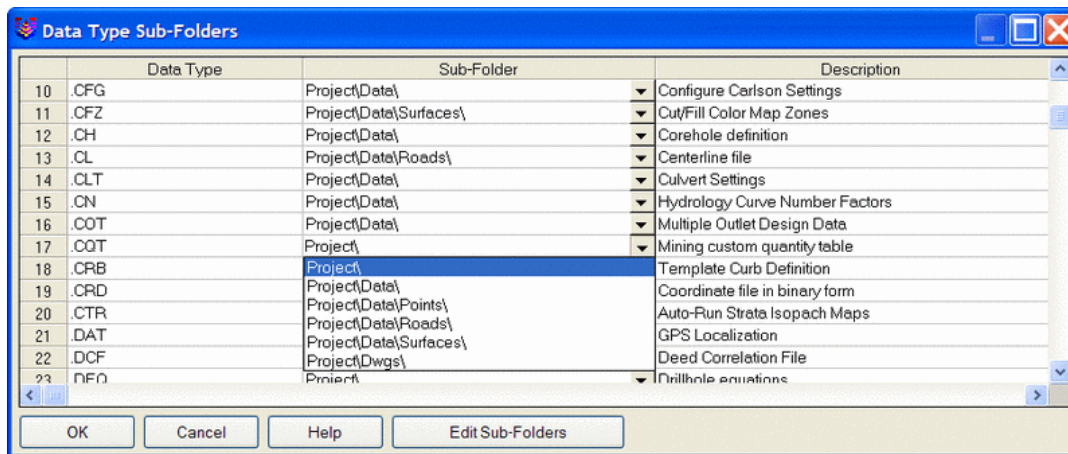 Data Type Sub-Folders
Data Type Sub-Folder Description
10 .CFG Project\Data\ Configure Carlson Settings
11 .CFZ Project\Data\Surfaces\ Cut/Fill Color Map Zones
12 .CH Project\Data\ Corehole definition
13 .CL Project\Data\Roads\ Centerline file
14 .CLT Project\Data\ Culvert Settings
15 .CN Project\Data\ Hydrology Curve Number Factors
16 .COT Project\Data\ Multiple Outlet Design Data
17 .CQT Project\ Mining custom quantity table
18 .CRB Project\ Template Curb Definition
19 .CRD Project\Data\ Coordinate file in binary form
Project\Data\Points\
20 .CTR Project\Data\Roads\ Auto-Run Strata Isopach Maps
21 .DAT Project\Data\Surfaces\ GPS Localization
22 .DCF Project\Dwgs\ Deed Correlation File
23 .DEQ Project\ Drillhole equations
OK Cancel Help Edit Sub-Folders